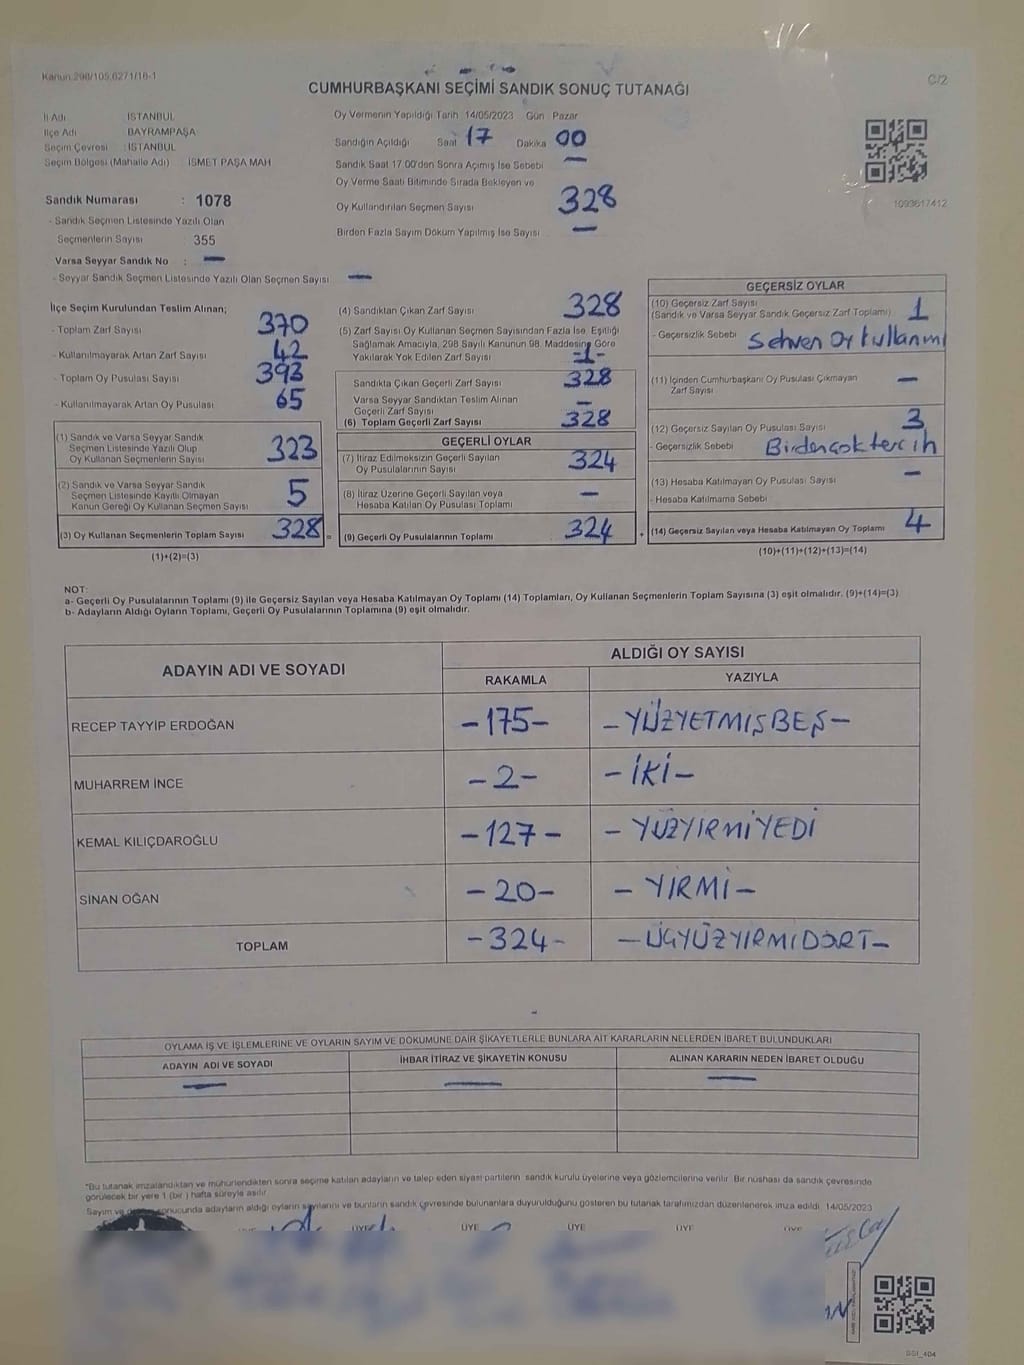 Kanun:298/105,6271/16-1
C/2
CUMHURBAŞKANI SEÇİMİ SANDIK SONUÇ TUTANAĞI
İl Adı İSTANBUL
İlçe Adı BAYRAMPAŞA
Seçim Çevresi : İSTANBUL
Seçim Bölgesi (Mahalle Adı) İSMET PAŞA MAH
Sandık Numarası : 1078
- Sandık Seçmen Listesinde Yazılı Olan
Seçmenlerin Sayısı : 355
Varsa Seyyar Sandık No : —
- Seyyar Sandık Seçmen Listesinde Yazılı Olan Seçmen Sayısı : —
Oy Vermenin Yapıldığı Tarih 14/05/2023 Gün Pazar
Sandığın Açıldığı Saat 17 Dakika 00
Sandık Saat 17.00'den Sonra Açımış İse Sebebi —
Oy Verme Saati Bitiminde Sırada Bekleyen ve
Oy Kullandırılan Seçmen Sayısı 328
Birden Fazla Sayım Döküm Yapılmış İse Sayısı —
1093617412
İlçe Seçim Kurulundan Teslim Alınan;
- Toplam Zarf Sayısı 370
- Kullanılmayarak Artan Zarf Sayısı 42
- Toplam Oy Pusulası Sayısı 393
- Kullanılmayarak Artan Oy Pusulası 65
(1) Sandık ve Varsa Seyyar Sandık
Seçmen Listesinde Yazılı Olup
Oy Kullanan Seçmenlerin Sayısı 323
(2) Sandık ve Varsa Seyyar Sandık
Seçmen Listesinde Kayıtlı Olmayan
Kanun Gereği Oy Kullanan Seçmen Sayısı 5
(3) Oy Kullanan Seçmenlerin Toplam Sayısı 328 =
(1)+(2)=(3)
(4) Sandıktan Çıkan Zarf Sayısı 328
(5) Zarf Sayısı Oy Kullanan Seçmen Sayısından Fazla İse, Eşitliği
Sağlamak Amacıyla, 298 Sayılı Kanunun 98. Maddesine Göre
Yakılarak Yok Edilen Zarf Sayısı -1-
Sandıkta Çıkan Geçerli Zarf Sayısı 328
Varsa Seyyar Sandıktan Teslim Alınan
Geçerli Zarf Sayısı —
(6) Toplam Geçerli Zarf Sayısı 328
GEÇERLİ OYLAR
(7) İtiraz Edilmeksizin Geçerli Sayılan
Oy Pusulalarının Sayısı 324
(8) İtiraz Üzerine Geçerli Sayılan veya
Hesaba Katılan Oy Pusulası Toplamı —
(9) Geçerli Oy Pusulalarının Toplamı 324 +
GEÇERSİZ OYLAR
(10) Geçersiz Zarf Sayısı
(Sandık ve Varsa Seyyar Sandık Geçersiz Zarf Toplamı) 1
- Geçersizlik Sebebi Sehven Oy kullanmı
(11) İçinden Cumhurbaşkanı Oy Pusulası Çıkmayan
Zarf Sayısı —
(12) Geçersiz Sayılan Oy Pusulası Sayısı 3
- Geçersizlik Sebebi Birdençok tercih
(13) Hesaba Katılmayan Oy Pusulası Sayısı —
- Hesaba Katılmama Sebebi
(14) Geçersiz Sayılan veya Hesaba Katılmayan Oy Toplamı 4
(10)+(11)+(12)+(13)=(14)
NOT:
a- Geçerli Oy Pusulalarının Toplamı (9) ile Geçersiz Sayılan veya Hesaba Katılmayan Oy Toplamı (14) Toplamları, Oy Kullanan Seçmenlerin Toplam Sayısına (3) eşit olmalıdır. (9)+(14)=(3)
b- Adayların Aldığı Oyların Toplamı, Geçerli Oy Pusulalarının Toplamına (9) eşit olmalıdır.
ADAYIN ADI VE SOYADI
ALDIĞI OY SAYISI
RAKAMLA YAZIYLA
RECEP TAYYİP ERDOĞAN -175- -YÜZYETMİŞBEŞ-
MUHARREM İNCE -2- -İKİ-
KEMAL KILIÇDAROĞLU -127- -YÜZYİRMİYEDİ
SİNAN OĞAN -20- -YİRMİ-
TOPLAM -324- -ÜÇYÜZYİRMİDÖRT-
OYLAMA İŞ VE İŞLEMLERİNE VE OYLARIN SAYIM VE DÖKÜMÜNE DAİR ŞİKAYETLERLE BUNLARA AİT KARARLARIN NELERDEN İBARET BULUNDUKLARI
ADAYIN ADI VE SOYADI İHBAR İTİRAZ VE ŞİKAYETİN KONUSU ALINAN KARARIN NEDEN İBARET OLDUĞU
— — —
"Bu tutanak imzalandıktan ve mühürlendikten sonra seçime katılan adayların ve talep eden siyasi partilerin sandık kurulu üyelerine veya gözlemcilerine verilir. Bir nüshası da sandık çevresinde
görülecek bir yere 1 (bir) hafta süreyle asılır.
Sayım ve sonucunda adayların aldığı oyların sayılarını ve bunların sandık çevresinde bulunanlara duyurulduğunu gösteren bu tutanak tarafımızdan düzenlenerek imza edildi. 14/05/2023
ÜYE ÜYE ÜYE ÜYE ÜYE
SSI_404